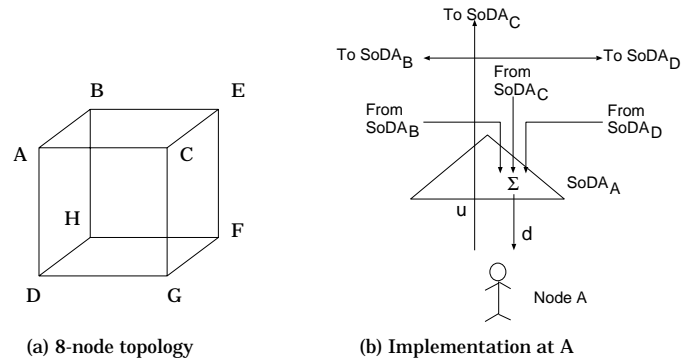 B
E
A
C
H
F
D
G
(a) 8-node topology
To SoDA_C
To SoDA_B
To SoDA_D
From
SoDA_C
From
SoDA_B
From
SoDA_D
Σ
SoDA_A
u
d
Node A
(b) Implementation at A